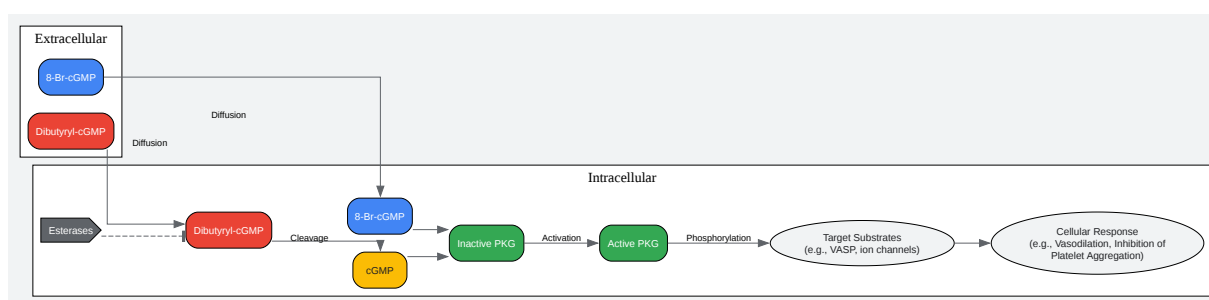 Extracellular
8-Br-cGMP
Diffusion
Dibutyryl-cGMP
Diffusion
Intracellular
8-Br-cGMP
Esterases
Dibutyryl-cGMP
Cleavage
cGMP
Inactive PKG
Activation
Active PKG
Phosphorylation
Target Substrates
(e.g., VASP, ion channels)
Cellular Response
(e.g., Vasodilation, Inhibition of
Platelet Aggregation)